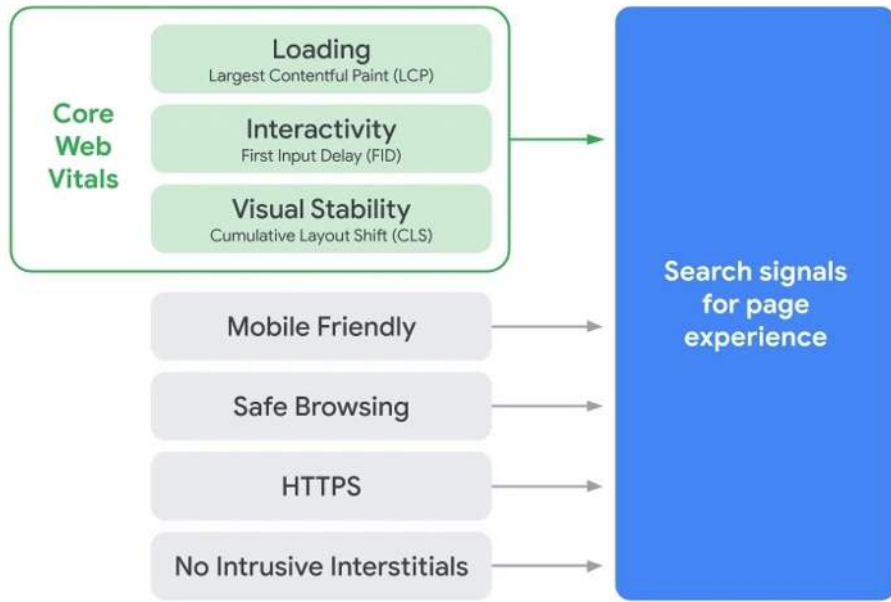 Core
Web
Vitals
Loading
Largest Contentful Paint (LCP)
Interactivity
First Input Delay (FID)
Visual Stability
Cumulative Layout Shift (CLS)
Mobile Friendly
Safe Browsing
HTTPS
No Intrusive Interstitials
Search signals
for page
experience